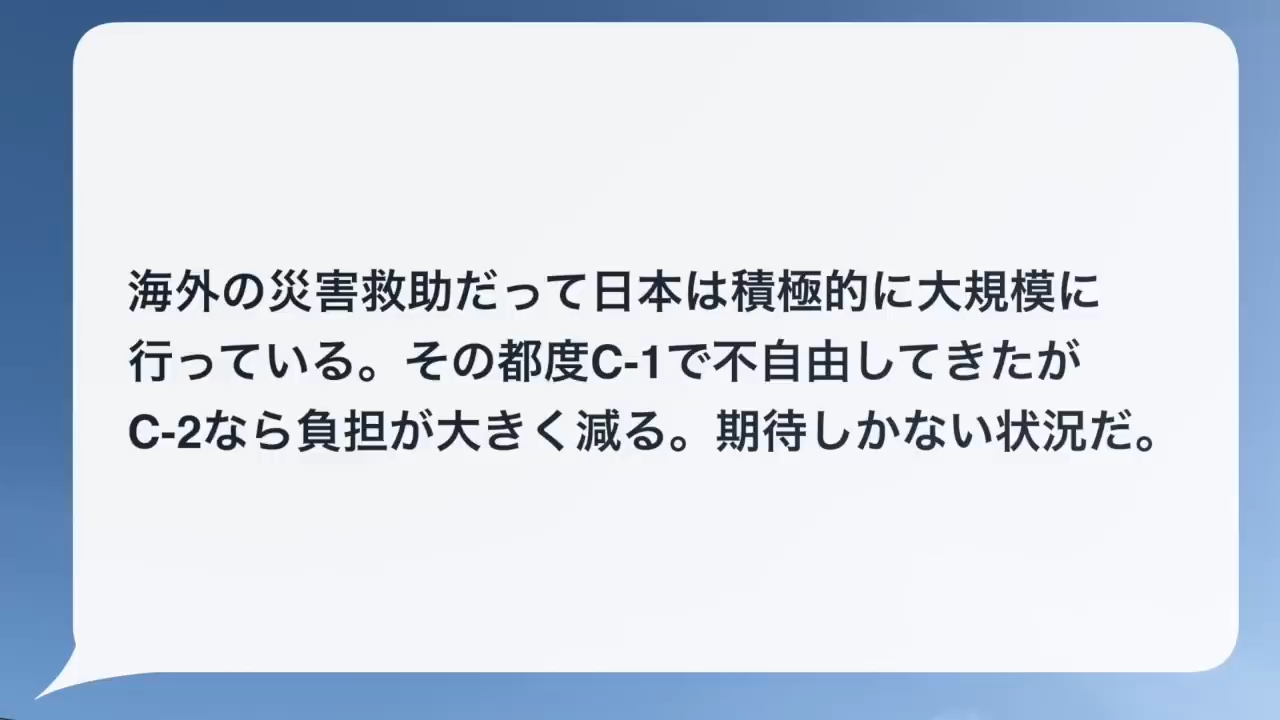 海外の災害救助だって日本は積極的に大規模に
行っている。その都度C-1で不自由してきたが
C-2なら負担が大きく減る。期待しかない状況だ。